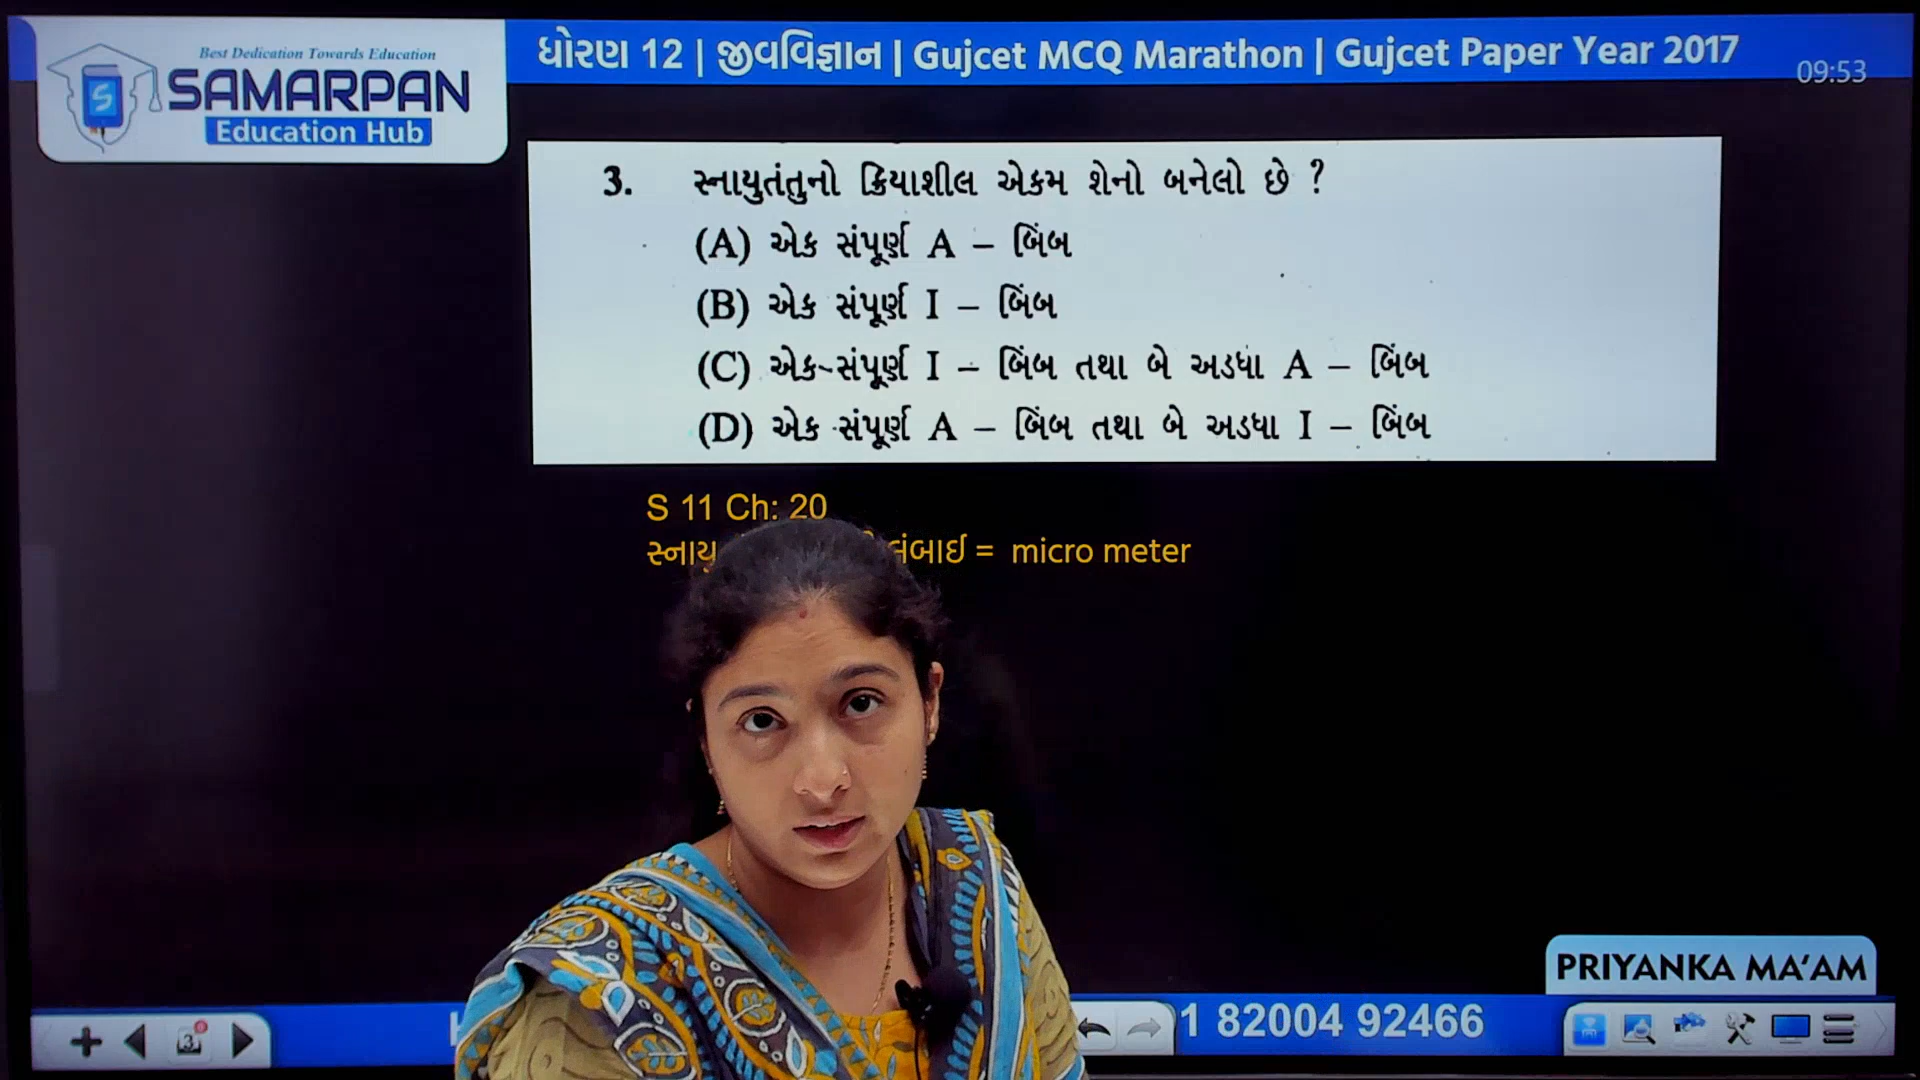 Best Dedication Towards Education
SAMARPAN
Education Hub
ધોરણ 12 | જીવવિજ્ઞાન | Gujcet MCQ Marathon | Gujcet Paper Year 2017
09:53
3. સ્નાયુતંતુનો ક્રિયાશીલ એકમ શેનો બનેલો છે ?
(A) એક સંપૂર્ણ A – બિંબ
(B) એક સંપૂર્ણ I – બિંબ
(C) એક સંપૂર્ણ I – બિંબ તથા બે અડધા A – બિંબ
(D) એક સંપૂર્ણ A – બિંબ તથા બે અડધા I – બિંબ
S 11 Ch: 20
લંબાઈ = micro meter
PRIYANKA MA'AM
1 82004 92466